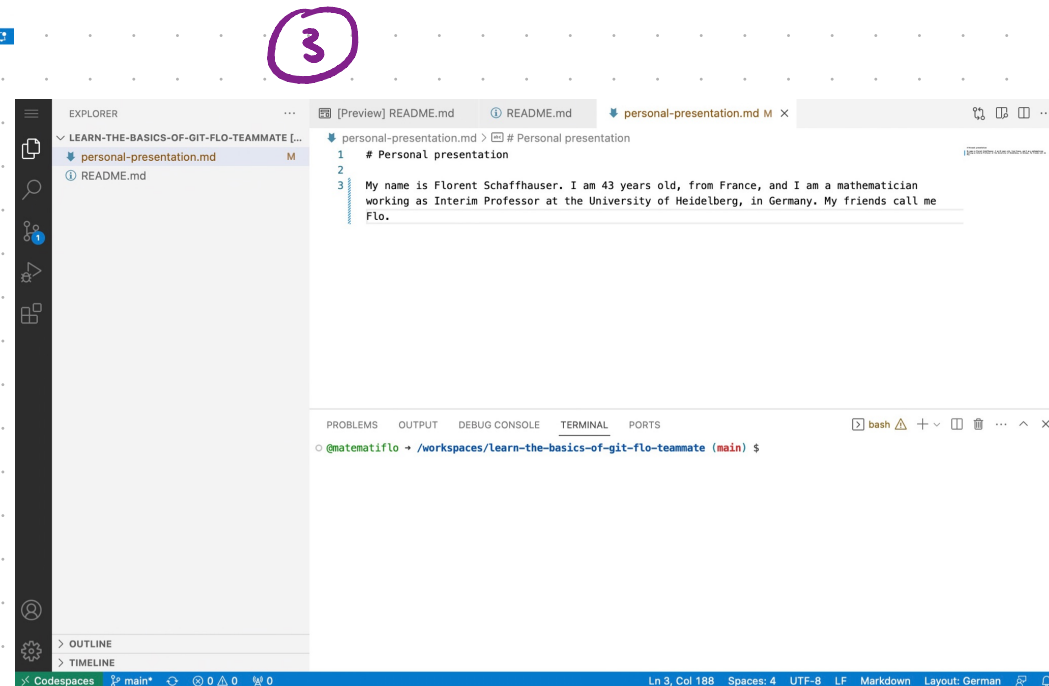 3
EXPLORER ...
LEARN-THE-BASICS-OF-GIT-FLO-TEAMMATE [...
personal-presentation.md M
README.md
[Preview] README.md
README.md
personal-presentation.md M
personal-presentation.md > # Personal presentation
1 # Personal presentation
2
3 My name is Florent Schaffhauser. I am 43 years old, from France, and I am a mathematician
working as Interim Professor at the University of Heidelberg, in Germany. My friends call me
Flo.
1
PROBLEMS OUTPUT DEBUG CONSOLE TERMINAL PORTS
bash
@matematiflo → /workspaces/learn-the-basics-of-git-flo-teammate (main) $
> OUTLINE
> TIMELINE
Codespaces main* 0 0 0 Ln 3, Col 188 Spaces: 4 UTF-8 LF Markdown Layout: German